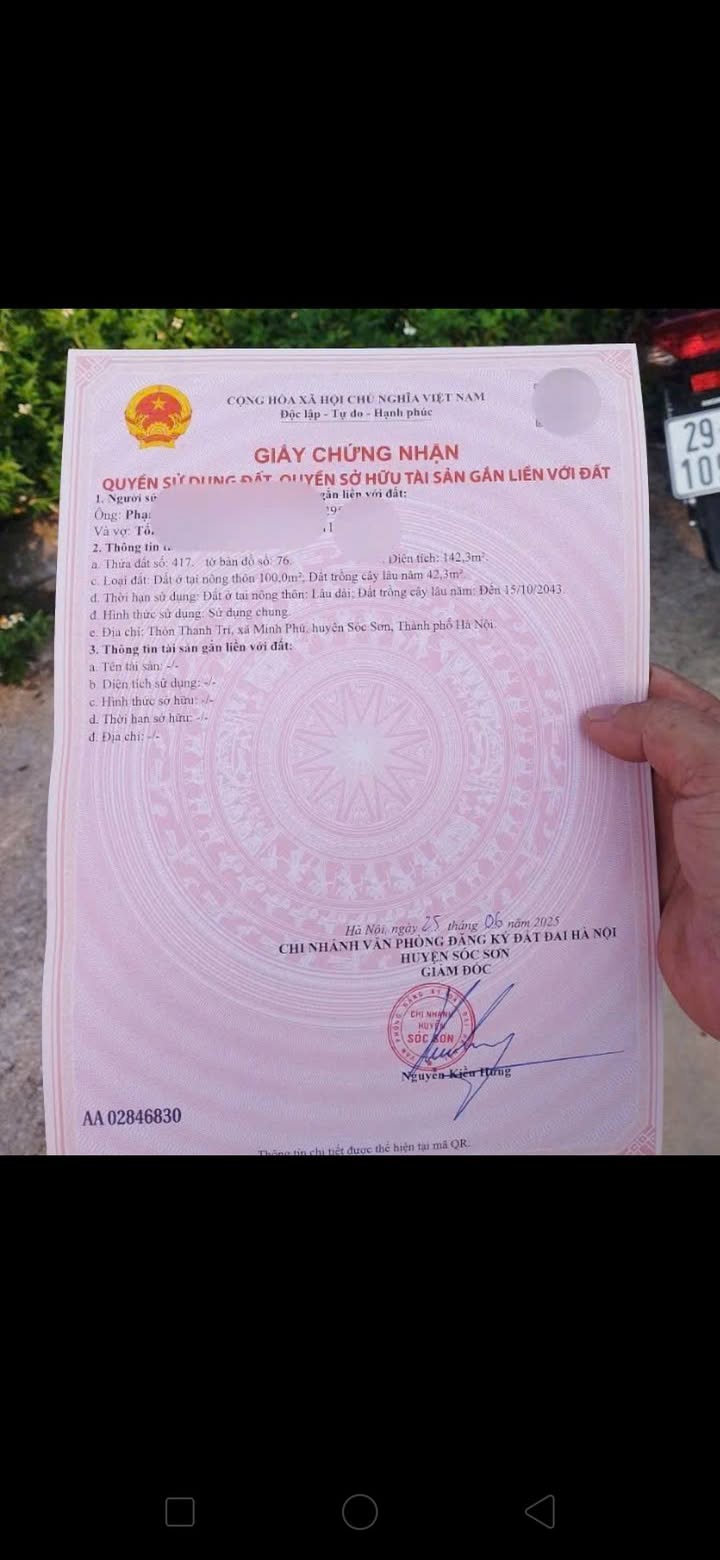 CỘNG HÒA XÃ HỘI CHỦ NGHĨA VIỆT NAM
Độc lập - Tự do - Hạnh phúc
GIẤY CHỨNG NHẬN
QUYỀN SỬ DỤNG ĐẤT, QUYỀN SỞ HỮU TÀI SẢN GẮN LIỀN VỚI ĐẤT
1. Người sử gắn liền với đất:
Ông:
Và vợ:
2. Thông tin
a. Thửa đất số: 417. tờ bản đồ số: 76. Diện tích: 142,3m².
c. Loại đất: Đất ở tại nông thôn 100,0m²; Đất trồng cây lâu năm 42,3m².
d. Thời hạn sử dụng: Đất ở tại nông thôn: Lâu dài; Đất trồng cây lâu năm: Đến 15/10/2043.
đ. Hình thức sử dụng: Sử dụng chung.
e. Địa chỉ: Thôn Thanh Trí, xã Minh Phú, huyện Sóc Sơn, Thành phố Hà Nội.
3. Thông tin tài sản gắn liền với đất:
a. Tên tài sản: -/-
b. Diện tích sử dụng: -/-
c. Hình thức sở hữu: -/-
d. Thời hạn sở hữu: -/-
đ. Địa chỉ: -/-
Hà Nội, ngày 25 tháng 06 năm 2025
CHI NHÁNH VĂN PHÒNG ĐĂNG KÝ ĐẤT ĐAI HÀ NỘI
HUYỆN SÓC SƠN
GIÁM ĐỐC
CHI NHÁNH
HUYỆN
SÓC SƠN
Nguyễn Kiều Hưng
AA 02846830
Thông tin chi tiết được thể hiện tại mã QR.
29